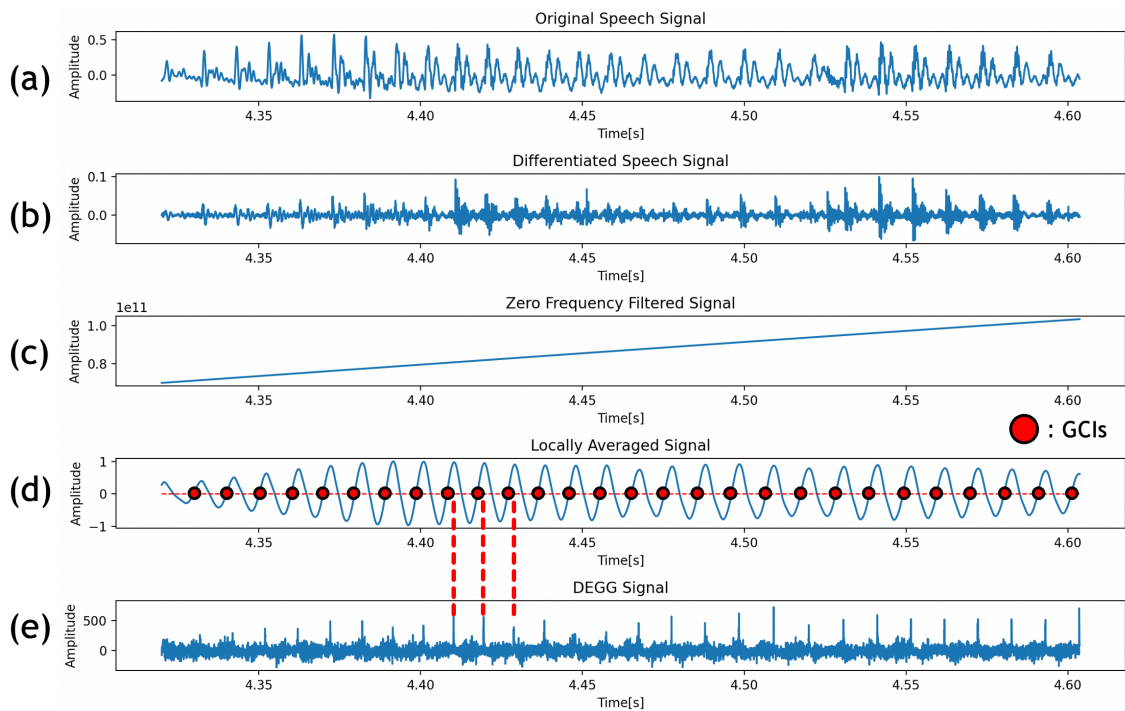 Original Speech Signal
(a)
Amplitude
0.5
0.0
4.35 4.40 4.45 4.50 4.55 4.60
Time[s]
Differentiated Speech Signal
(b)
Amplitude
0.1
0.0
4.35 4.40 4.45 4.50 4.55 4.60
Time[s]
Zero Frequency Filtered Signal
1e11
(c)
Amplitude
1.0
0.8
4.35 4.40 4.45 4.50 4.55 4.60
Time[s]
: GCIs
Locally Averaged Signal
(d)
Amplitude
1
0
−1
4.35 4.40 4.45 4.50 4.55 4.60
Time[s]
DEGG Signal
(e)
Amplitude
500
0
4.35 4.40 4.45 4.50 4.55 4.60
Time[s]